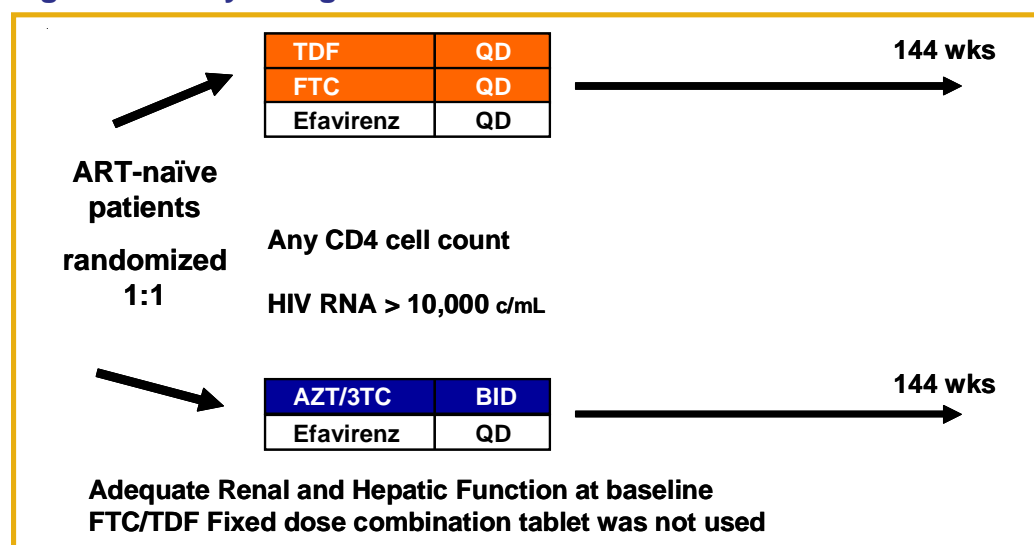 TDF QD
FTC QD
Efavirenz QD
144 wks
ART-naïve
patients
randomized
1:1
Any CD4 cell count
HIV RNA > 10,000 c/mL
AZT/3TC BID
Efavirenz QD
144 wks
Adequate Renal and Hepatic Function at baseline
FTC/TDF Fixed dose combination tablet was not used